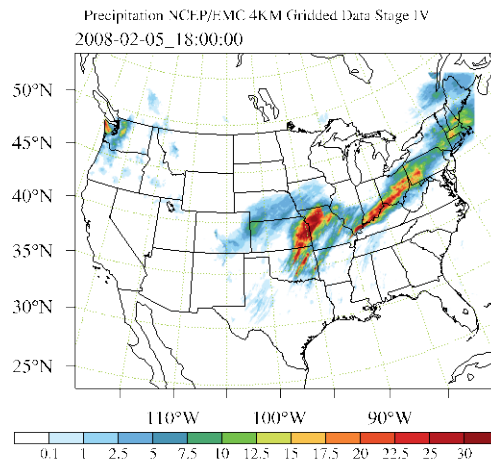 Precipitation NCEP/EMC 4KM Gridded Data Stage IV
2008-02-05_18:00:00
50°N
45°N
40°N
35°N
30°N
25°N
110°W 100°W 90°W
0.1 1 2.5 5 7.5 10 12.5 15 17.5 20 22.5 25 30